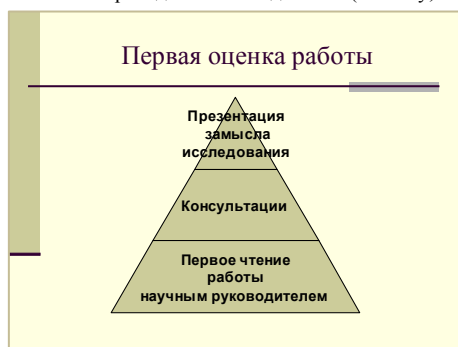 Первая оценка работы
Презентация
замысла
исследования
Консультации
Первое чтение
работы
научным руководителем